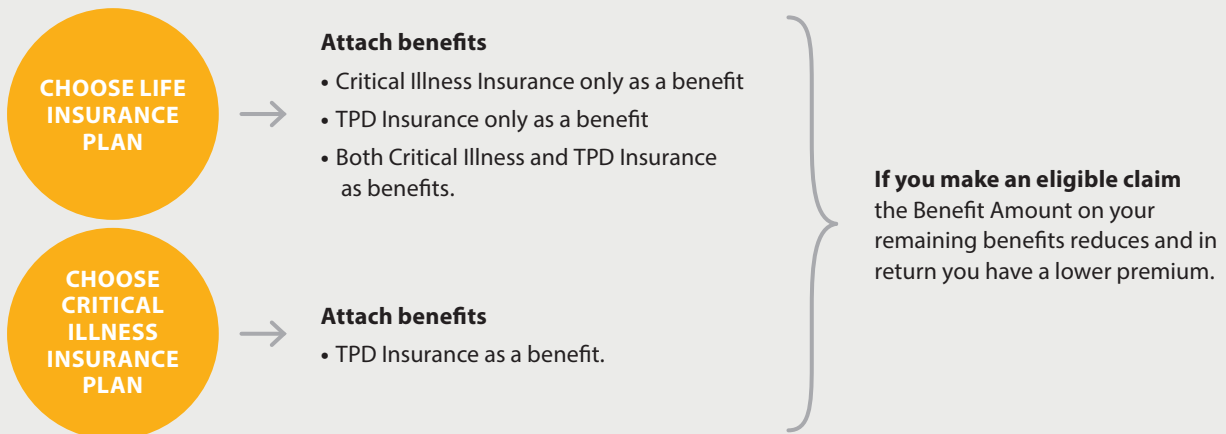 CHOOSE LIFE
INSURANCE
PLAN
Attach benefits
• Critical Illness Insurance only as a benefit
• TPD Insurance only as a benefit
• Both Critical Illness and TPD Insurance
as benefits.
CHOOSE
CRITICAL
ILLNESS
INSURANCE
PLAN
Attach benefits
• TPD Insurance as a benefit.
If you make an eligible claim
the Benefit Amount on your
remaining benefits reduces and in
return you have a lower premium.